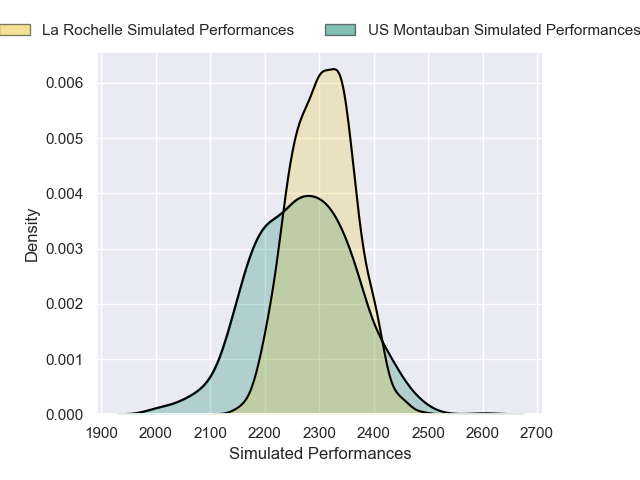 La Rochelle Simulated Performances US Montauban Simulated Performances
0.006
0.005
0.004
0.003
0.002
0.001
0.000
Density
1900 2000 2100 2200 2300 2400 2500 2600 2700
Simulated Performances